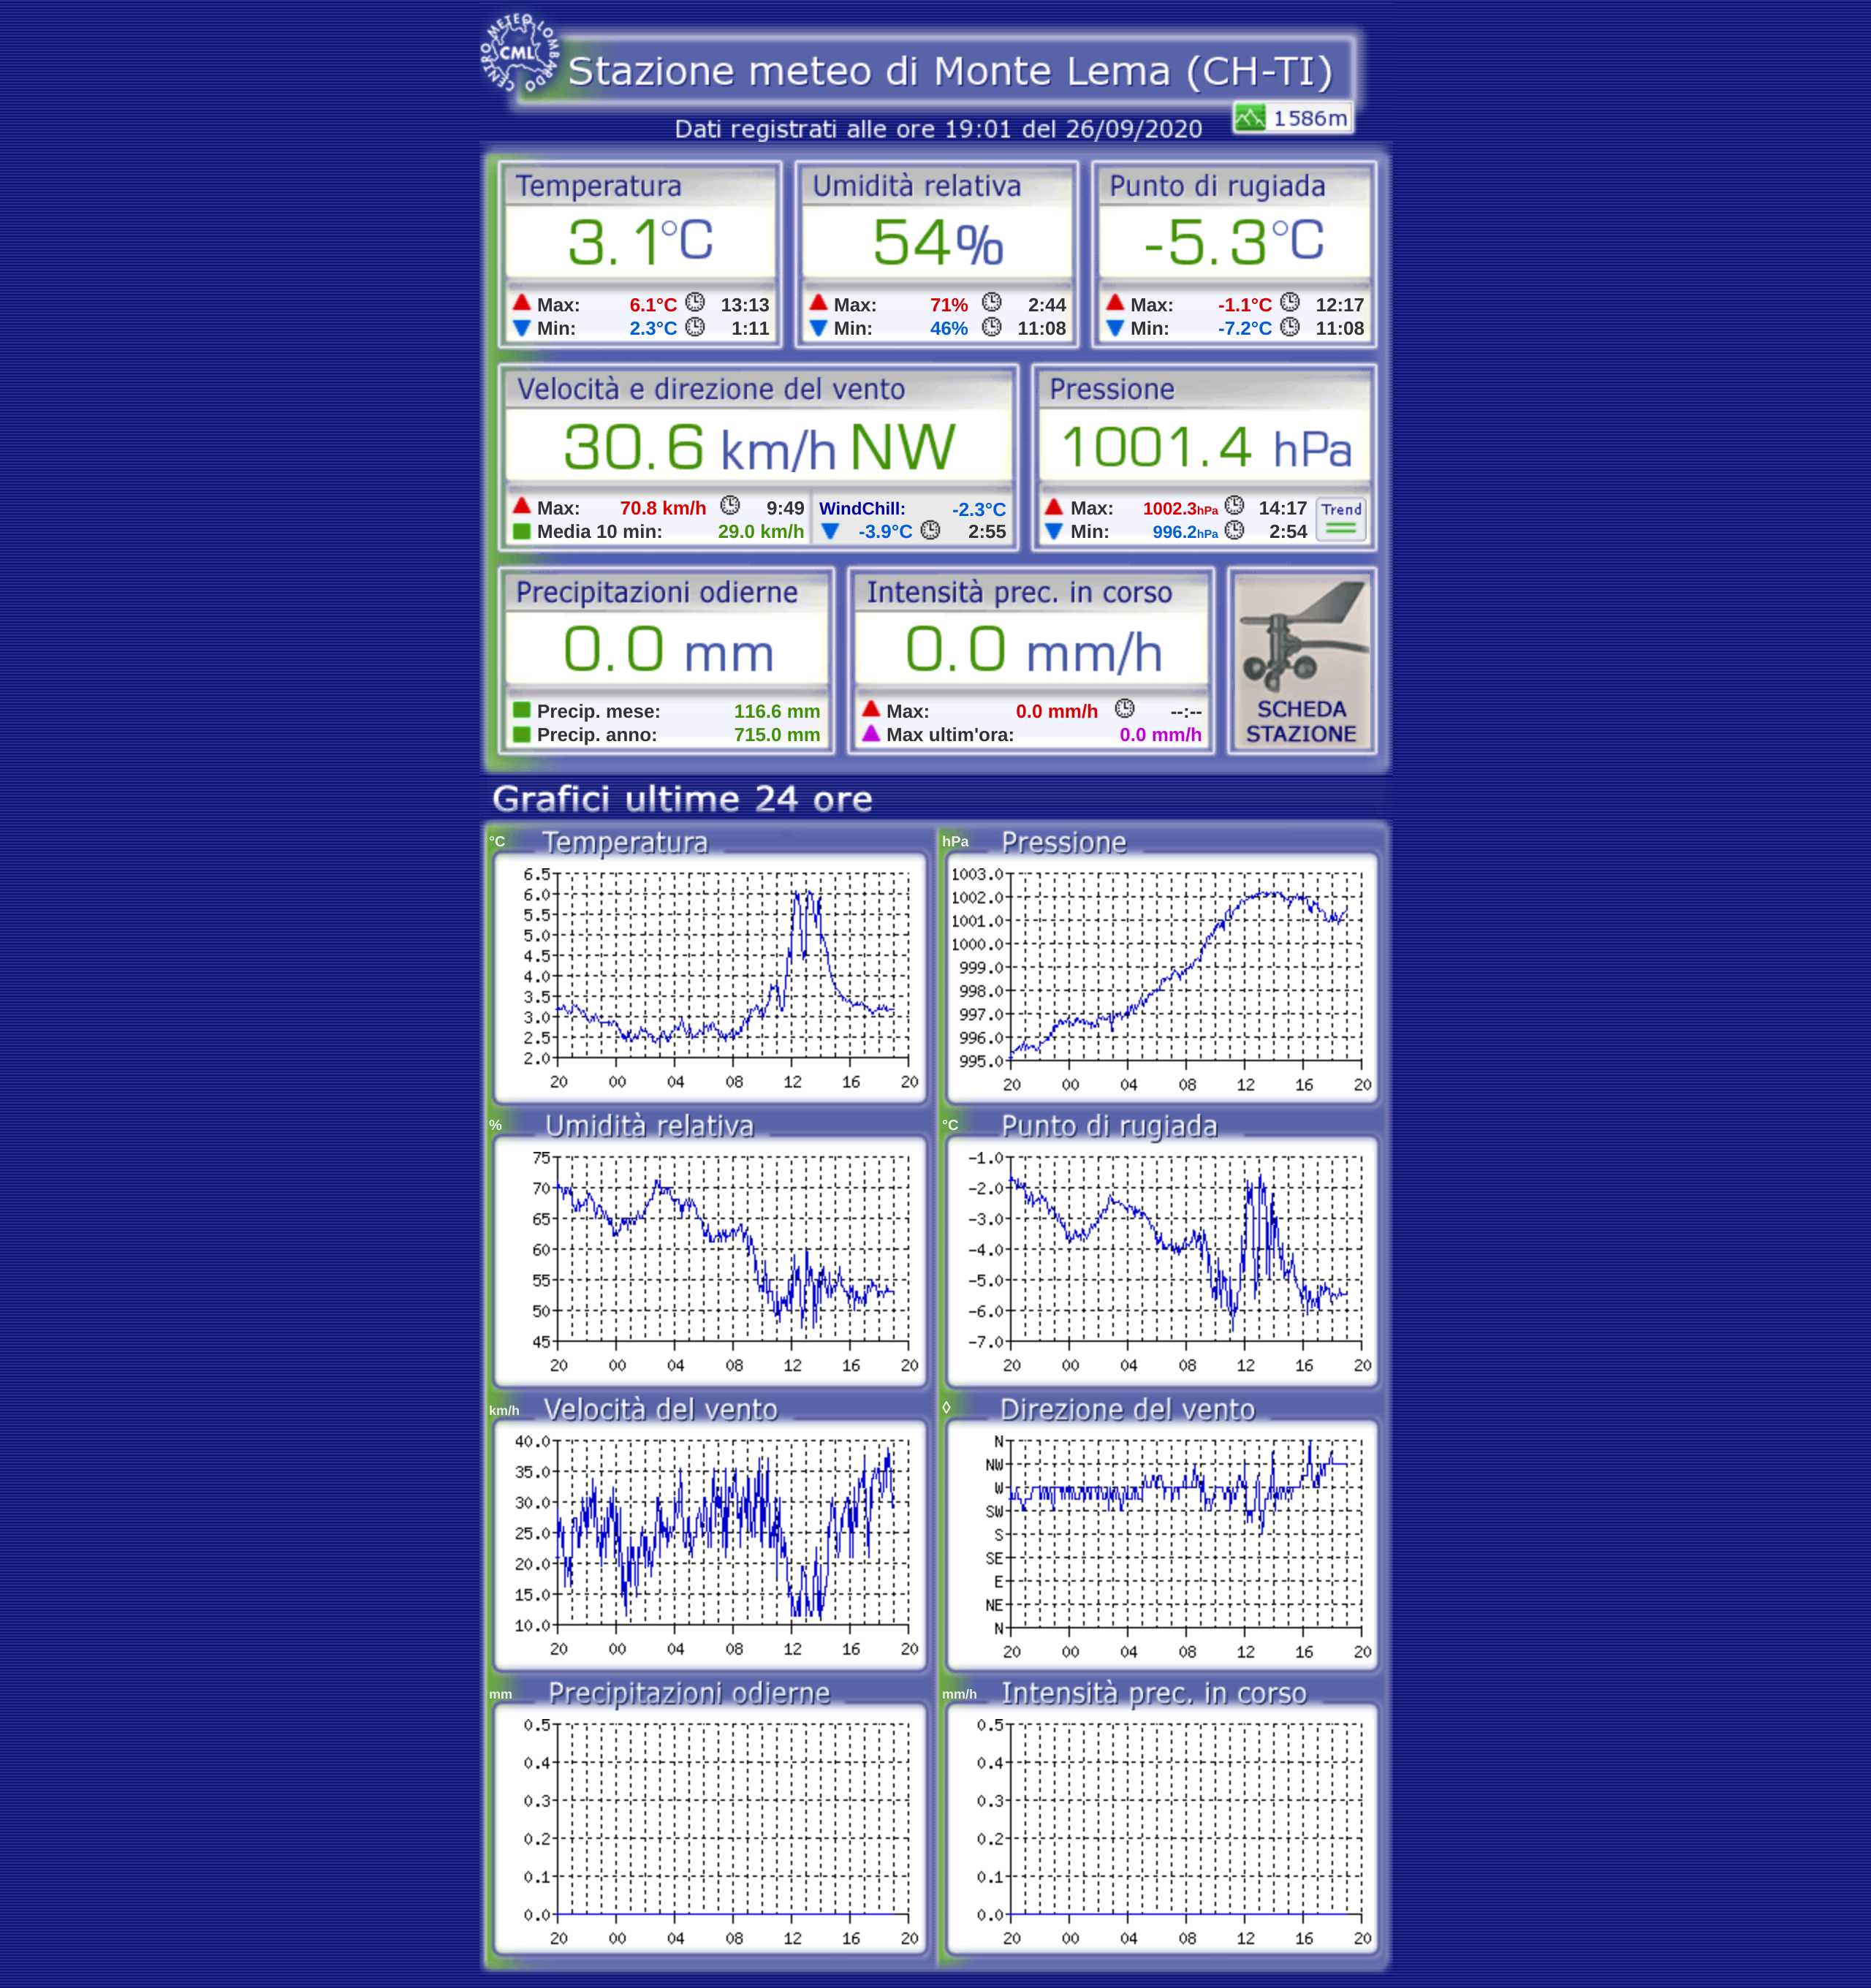 CENTRO METEO LOMBARDO
CML
Stazione meteo di Monte Lema (CH-TI)
1586m
Dati registrati alle ore 19:01 del 26/09/2020
Temperatura
3.1°C
Max: 6.1°C 13:13
Min: 2.3°C 1:11
Umidità relativa
54%
Max: 71% 2:44
Min: 46% 11:08
Punto di rugiada
-5.3°C
Max: -1.1°C 12:17
Min: -7.2°C 11:08
Velocità e direzione del vento
30.6 km/h NW
Max: 70.8 km/h 9:49
Media 10 min: 29.0 km/h
WindChill: -2.3°C
-3.9°C 2:55
Pressione
1001.4 hPa
Max: 1002.3hPa 14:17
Min: 996.2hPa 2:54
Trend
Precipitazioni odierne
0.0 mm
Precip. mese: 116.6 mm
Precip. anno: 715.0 mm
Intensità prec. in corso
0.0 mm/h
Max: 0.0 mm/h --:--
Max ultim'ora: 0.0 mm/h
SCHEDA
STAZIONE
Grafici ultime 24 ore
°C Temperatura
6.5
6.0
5.5
5.0
4.5
4.0
3.5
3.0
2.5
2.0
20 00 04 08 12 16 20
hPa Pressione
1003.0
1002.0
1001.0
1000.0
999.0
998.0
997.0
996.0
995.0
20 00 04 08 12 16 20
% Umidità relativa
75
70
65
60
55
50
45
20 00 04 08 12 16 20
°C Punto di rugiada
-1.0
-2.0
-3.0
-4.0
-5.0
-6.0
-7.0
20 00 04 08 12 16 20
km/h Velocità del vento
40.0
35.0
30.0
25.0
20.0
15.0
10.0
20 00 04 08 12 16 20
◊ Direzione del vento
N
NW
W
SW
S
SE
E
NE
N
20 00 04 08 12 16 20
mm Precipitazioni odierne
0.5
0.4
0.3
0.2
0.1
0.0
20 00 04 08 12 16 20
mm/h Intensità prec. in corso
0.5
0.4
0.3
0.2
0.1
0.0
20 00 04 08 12 16 20